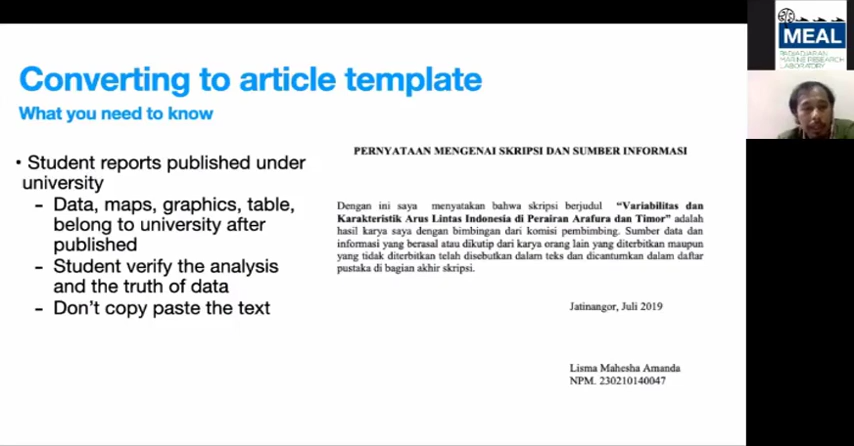 Converting to article template
What you need to know
• Student reports published under
university
- Data, maps, graphics, table,
belong to university after
published
- Student verify the analysis
and the truth of data
- Don't copy paste the text
PERNYATAAN MENGENAI SKRIPSI DAN SUMBER INFORMASI
Dengan ini saya menyatakan bahwa skripsi berjudul “Variabilitas dan
Karakteristik Arus Lintas Indonesia di Perairan Arafura dan Timor” adalah
hasil karya saya dengan bimbingan dari komisi pembimbing. Sumber data dan
informasi yang berasal atau dikutip dari karya orang lain yang diterbitkan maupun
yang tidak diterbitkan telah disebutkan dalam teks dan dicantumkan dalam daftar
pustaka di bagian akhir skripsi.
Jatinangor, Juli 2019
Lisma Mahesha Amanda
NPM. 230210140047
MEAL
PADJADJARAN
MARINE RESEARCH
LABORATORY